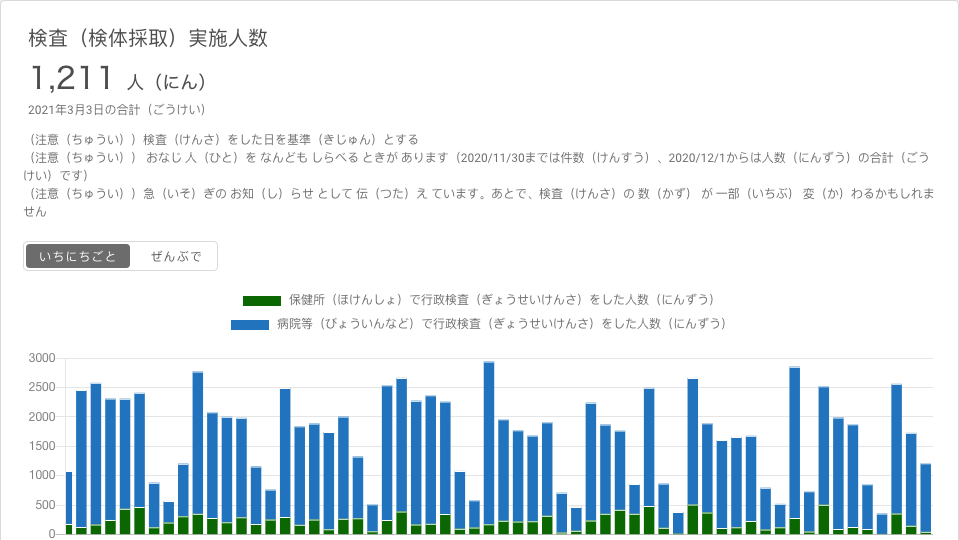 検査（検体採取）実施人数
1,211 人（にん）
2021年3月3日の合計（ごうけい）
（注意（ちゅうい））検査（けんさ）をした日を基準（きじゅん）とする
（注意（ちゅうい）） おなじ 人（ひと）を なんども しらべる ときが あります（2020/11/30までは件数（けんすう）、2020/12/1からは人数（にんずう）の合計（ごう
けい）です）
（注意（ちゅうい））急（いそ）ぎの お知（し）らせ として 伝（つた）え ています。あとで、検査（けんさ）の 数（かず） が 一部（いちぶ） 変（か）わるかもしれま
せん
いちにちごと ぜんぶで
保健所（ほけんしょ）で行政検査（ぎょうせいけんさ）をした人数（にんずう）
病院等（びょういんなど）で行政検査（ぎょうせいけんさ）をした人数（にんずう）
3000
2500
2000
1500
1000
500
0